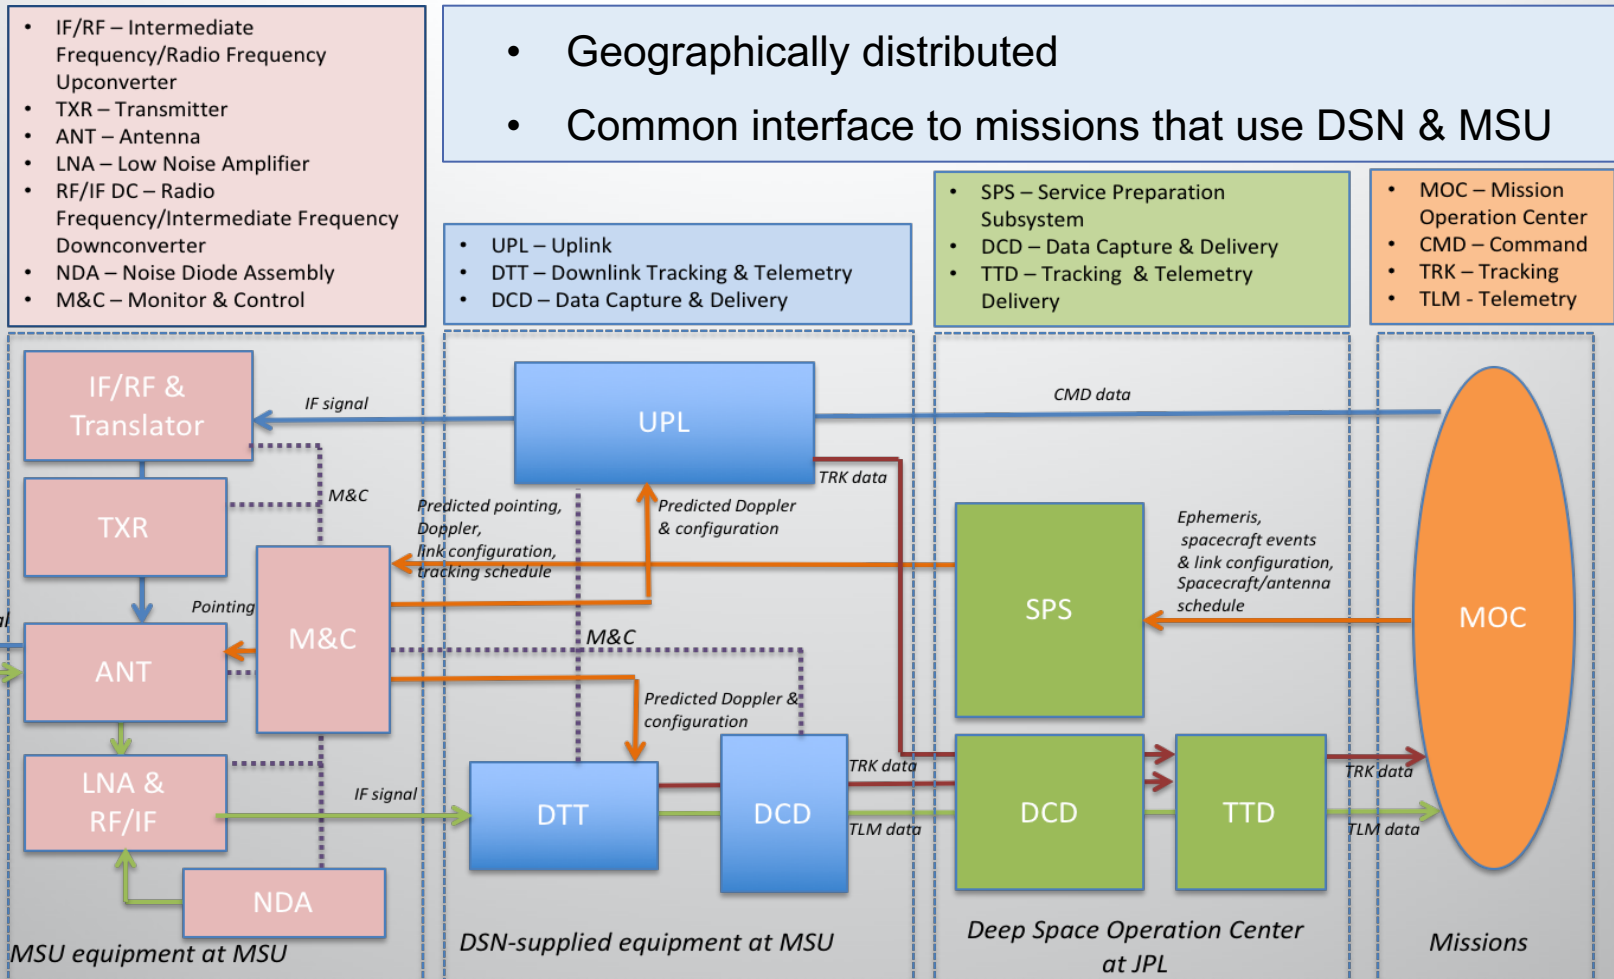 • IF/RF – Intermediate
Frequency/Radio Frequency
Upconverter
• TXR – Transmitter
• ANT – Antenna
• LNA – Low Noise Amplifier
• RF/IF DC – Radio
Frequency/Intermediate Frequency
Downconverter
• NDA – Noise Diode Assembly
• M&C – Monitor & Control
• Geographically distributed
• Common interface to missions that use DSN & MSU
• UPL – Uplink
• DTT – Downlink Tracking & Telemetry
• DCD – Data Capture & Delivery
• SPS – Service Preparation
Subsystem
• DCD – Data Capture & Delivery
• TTD – Tracking & Telemetry
Delivery
• MOC – Mission
Operation Center
• CMD – Command
• TRK – Tracking
• TLM - Telemetry
IF/RF &
Translator
IF signal
UPL
CMD data
TRK data
M&C
TXR
Predicted pointing,
Doppler,
link configuration,
tracking schedule
Predicted Doppler
& configuration
Ephemeris,
spacecraft events
& link configuration,
Spacecraft/antenna
schedule
SPS
MOC
Pointing
M&C
M&C
ANT
Predicted Doppler &
configuration
LNA &
RF/IF
IF signal
DTT
DCD
TRK data
TLM data
DCD
TTD
TRK data
TLM data
NDA
MSU equipment at MSU
DSN-supplied equipment at MSU
Deep Space Operation Center
at JPL
Missions